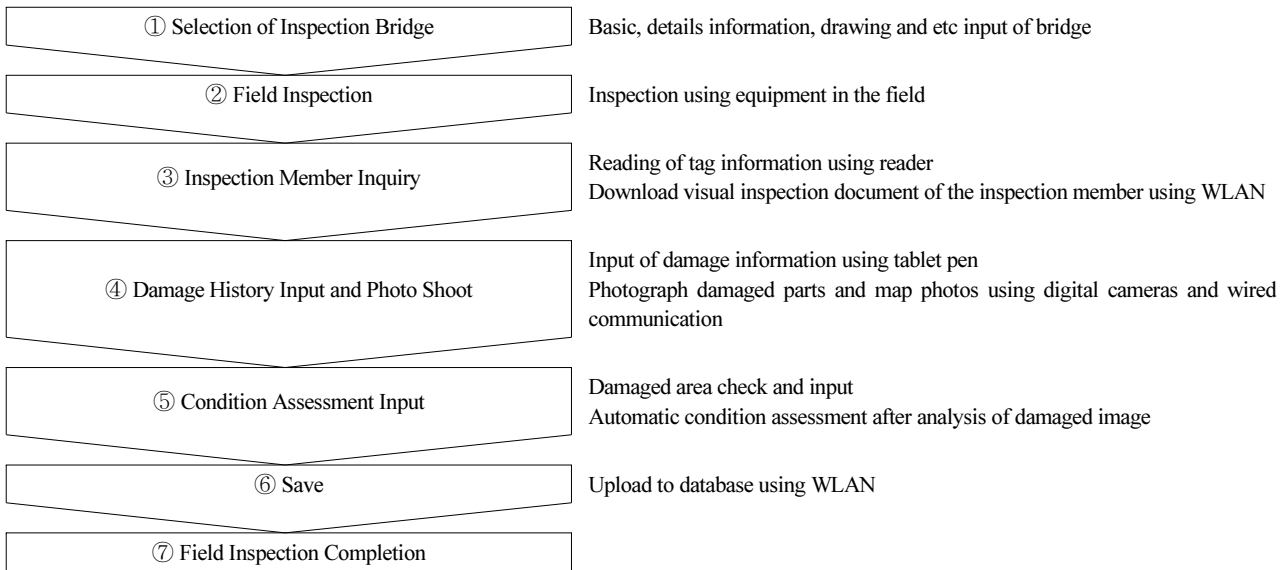 ① Selection of Inspection Bridge
Basic, details information, drawing and etc input of bridge
② Field Inspection
Inspection using equipment in the field
③ Inspection Member Inquiry
Reading of tag information using reader
Download visual inspection document of the inspection member using WLAN
④ Damage History Input and Photo Shoot
Input of damage information using tablet pen
Photograph damaged parts and map photos using digital cameras and wired
communication
⑤ Condition Assessment Input
Damaged area check and input
Automatic condition assessment after analysis of damaged image
⑥ Save
Upload to database using WLAN
⑦ Field Inspection Completion